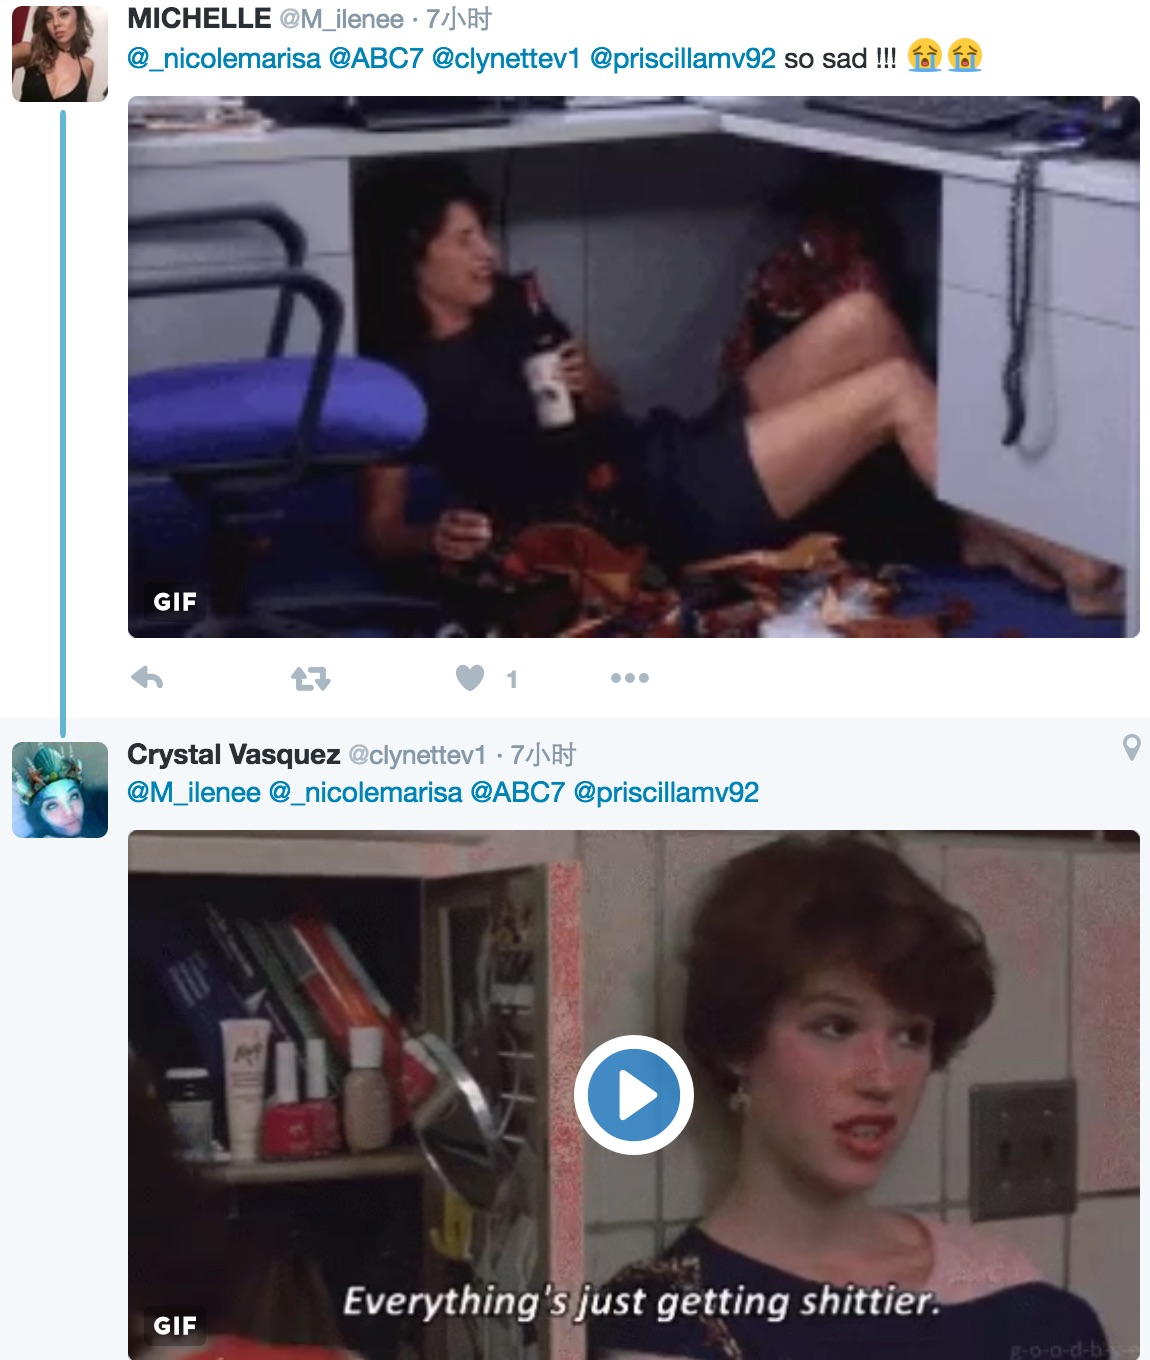 MICHELLE @M_ilenee · 7小时
@_nicolemarisa @ABC7 @clynettev1 @priscillamv92 so sad !!! 😭😭
GIF
1
Crystal Vasquez @clynettev1 · 7小时
@M_ilenee @_nicolemarisa @ABC7 @priscillamv92
Everything's just getting shittier.
GIF